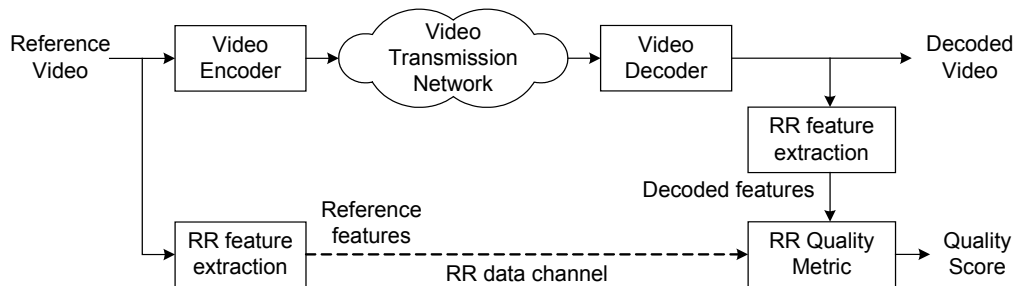 Reference
Video
Video
Encoder
Video
Transmission
Network
Video
Decoder
Decoded
Video
RR feature
extraction
Decoded features
Reference
features
RR feature
extraction
RR data channel
RR Quality
Metric
Quality
Score